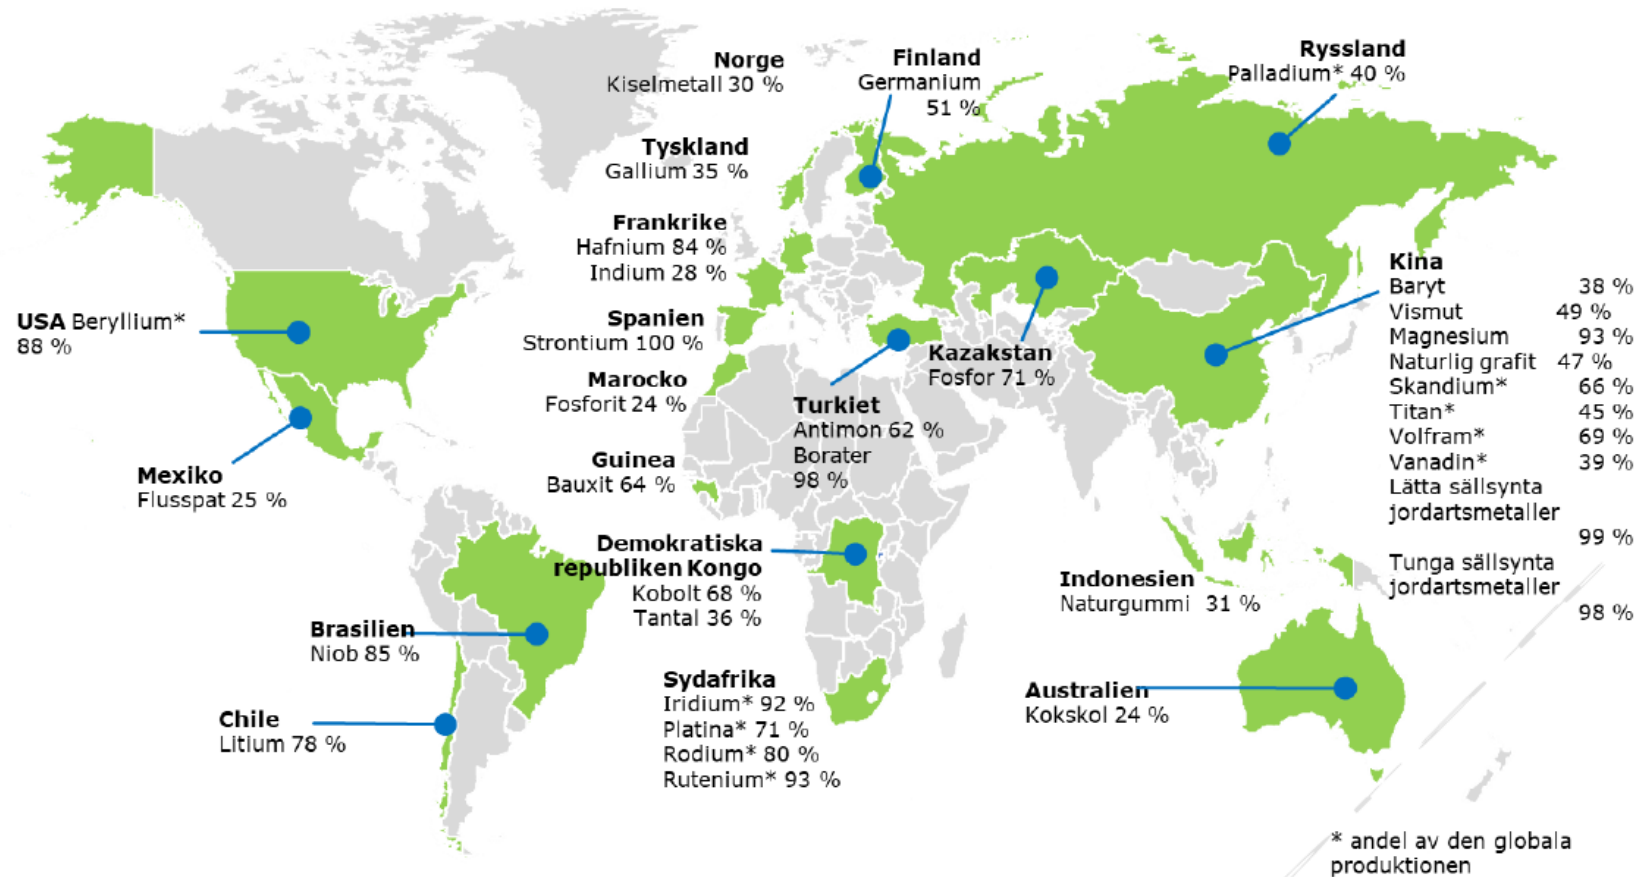 Norge
Kiselmetall 30 %
Finland
Germanium
51 %
Ryssland
Palladium* 40 %
Tyskland
Gallium 35 %
Frankrike
Hafnium 84 %
Indium 28 %
USA Beryllium*
88 %
Spanien
Strontium 100 %
Marocko
Fosforit 24 %
Kazakstan
Fosfor 71 %
Turkiet
Antimon 62 %
Borater
98 %
Kina
Baryt 38 %
Vismut 49 %
Magnesium 93 %
Naturlig grafit 47 %
Skandium* 66 %
Titan* 45 %
Volfram* 69 %
Vanadin* 39 %
Lätta sällsynta
jordartsmetaller
99 %
Tunga sällsynta
jordartsmetaller
98 %
Mexiko
Flusspat 25 %
Guinea
Bauxit 64 %
Demokratiska
republiken Kongo
Kobolt 68 %
Tantal 36 %
Indonesien
Naturgummi 31 %
Brasilien
Niob 85 %
Sydafrika
Iridium* 92 %
Platina* 71 %
Rodium* 80 %
Rutenium* 93 %
Australien
Kokskol 24 %
Chile
Litium 78 %
* andel av den globala
produktionen